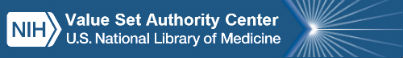 NIH
Value Set Authority Center
U.S. National Library of Medicine